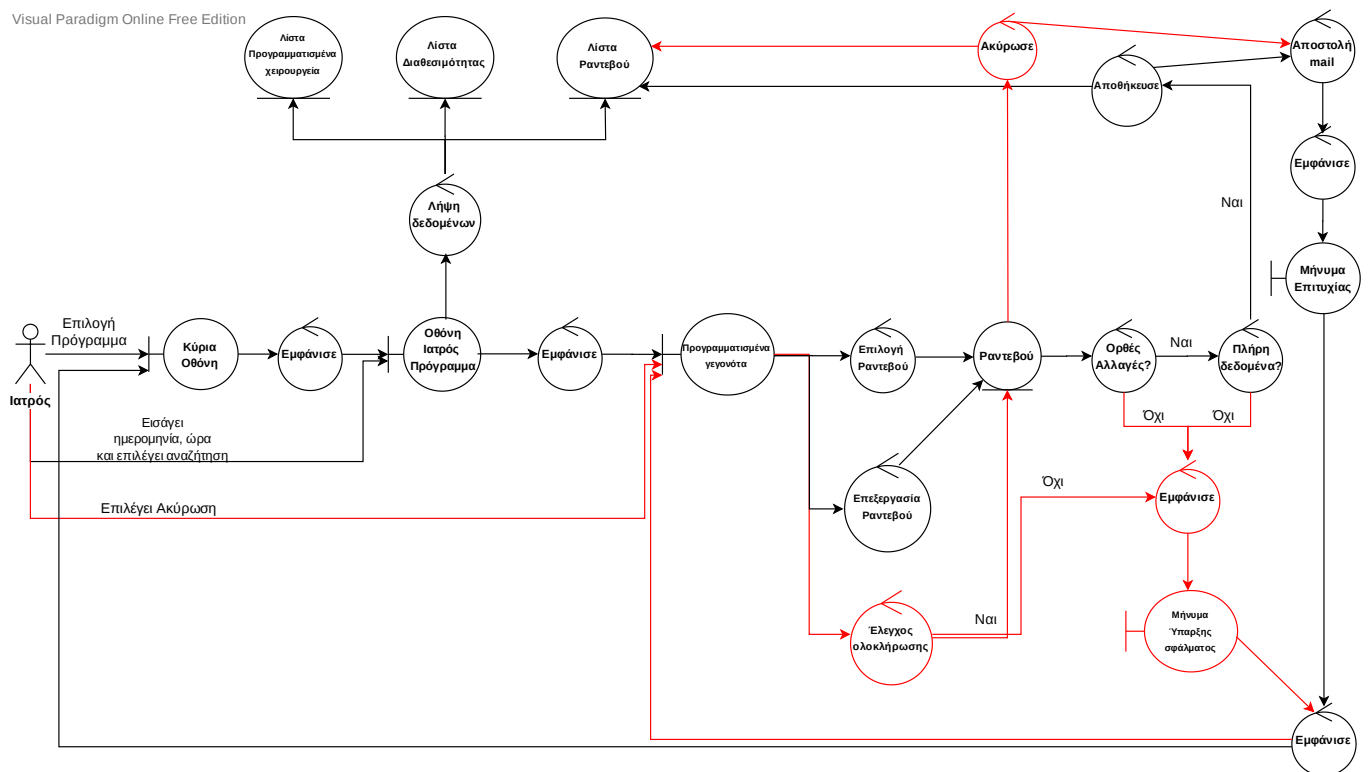 Visual Paradigm Online Free Edition
Λίστα
Προγραμματισμένα
χειρουργεία
Λίστα
Διαθεσιμότητας
Λίστα
Ραντεβού
Ακύρωσε
Αποθήκευσε
Αποστολή
mail
Εμφάνισε
Ναι
Λήψη
δεδομένων
Μήνυμα
Επιτυχίας
Επιλογή
Πρόγραμμα
Ιατρός
Κύρια
Οθόνη
Εμφάνισε
Οθόνη
Ιατρός
Πρόγραμμα
Εμφάνισε
Προγραμματισμένα
γεγονότα
Επιλογή
Ραντεβού
Ραντεβού
Ορθές
Αλλαγές?
Ναι
Πλήρη
δεδομένα?
Όχι
Όχι
Εισάγει
ημερομηνία, ώρα
και επιλέγει αναζήτηση
Επιλέγει Ακύρωση
Επεξεργασία
Ραντεβού
Όχι
Εμφάνισε
Έλεγχος
ολοκλήρωσης
Ναι
Μήνυμα
Ύπαρξης
σφάλματος
Εμφάνισε